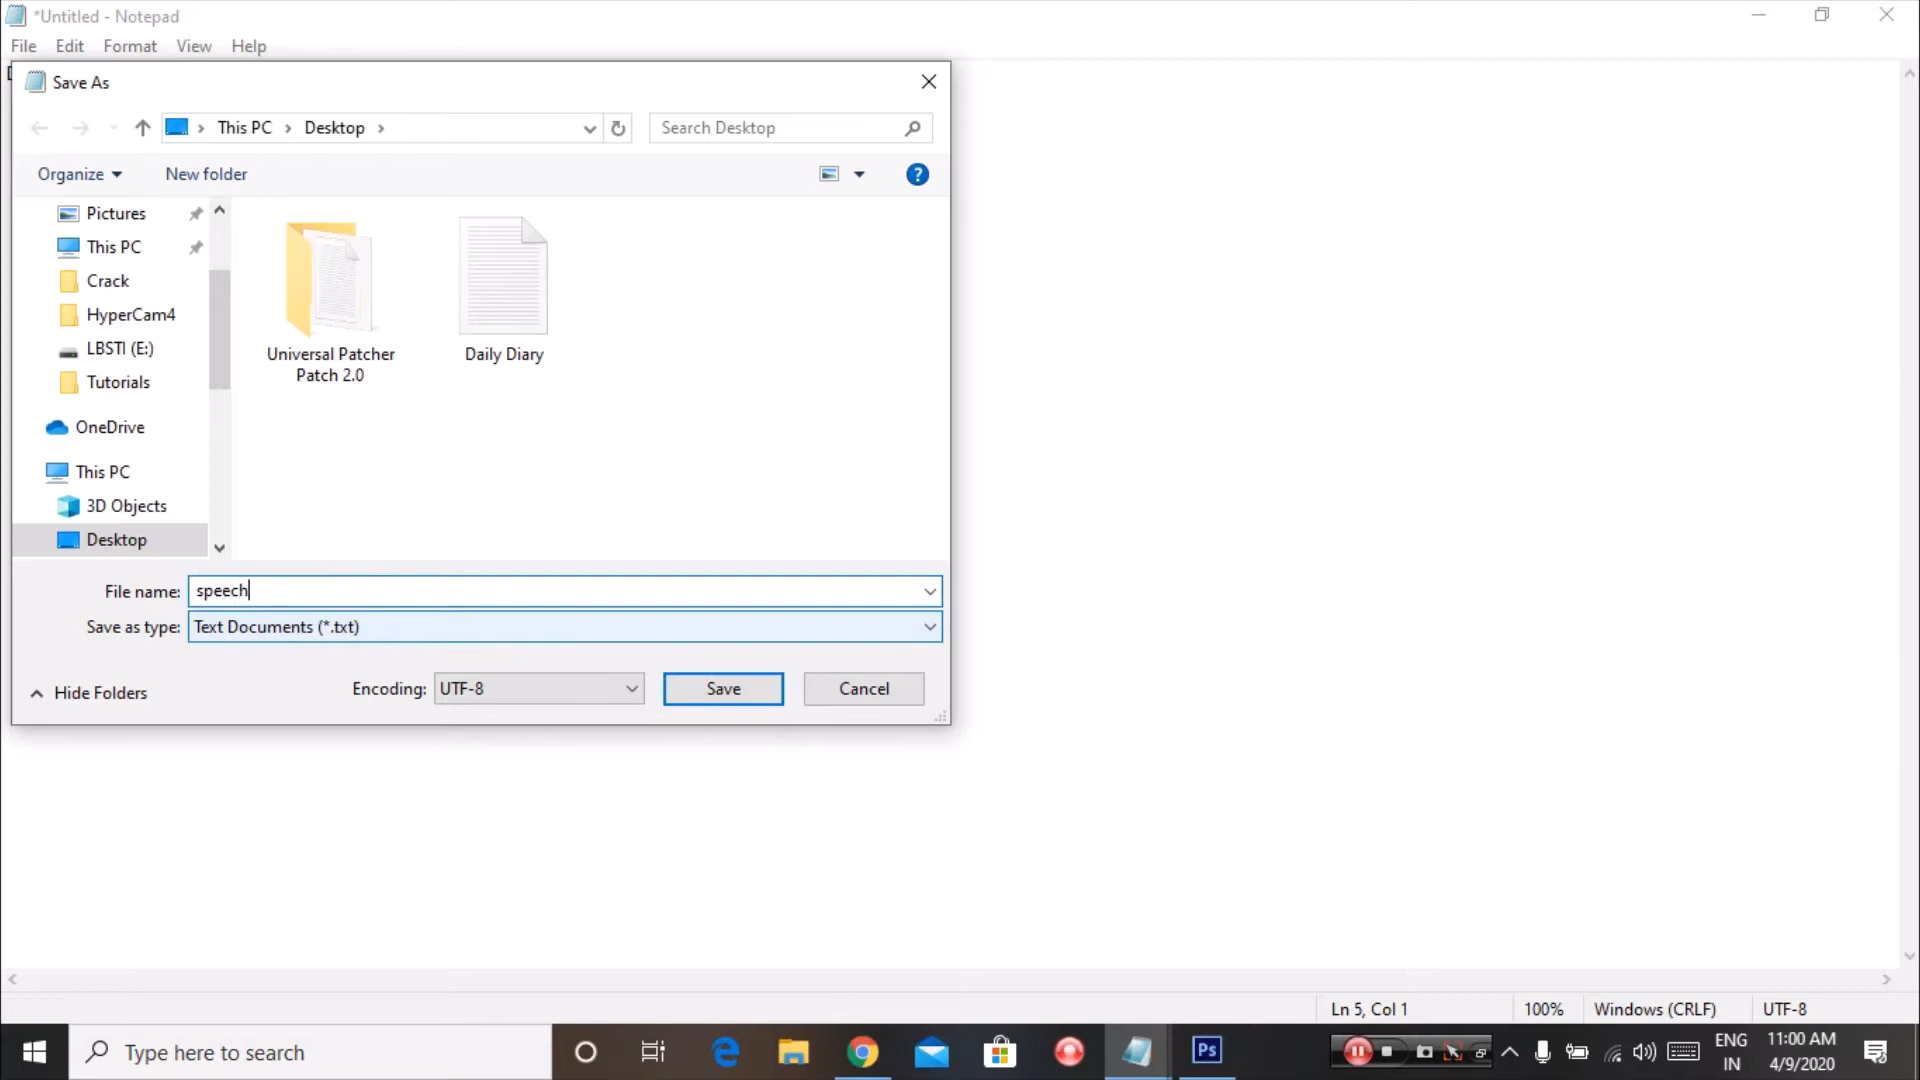 *Untitled - Notepad
File Edit Format View Help
Save As
This PC Desktop
Search Desktop
Organize
New folder
?
Pictures
This PC
Crack
HyperCam4
LBSTI (E:)
Tutorials
OneDrive
This PC
3D Objects
Desktop
Universal Patcher
Patch 2.0
Daily Diary
File name: speech
Save as type: Text Documents (*.txt)
Hide Folders
Encoding: UTF-8
Save
Cancel
Ln 5, Col 1
100%
Windows (CRLF)
UTF-8
Type here to search
Ps
ENG
IN
11:00 AM
4/9/2020